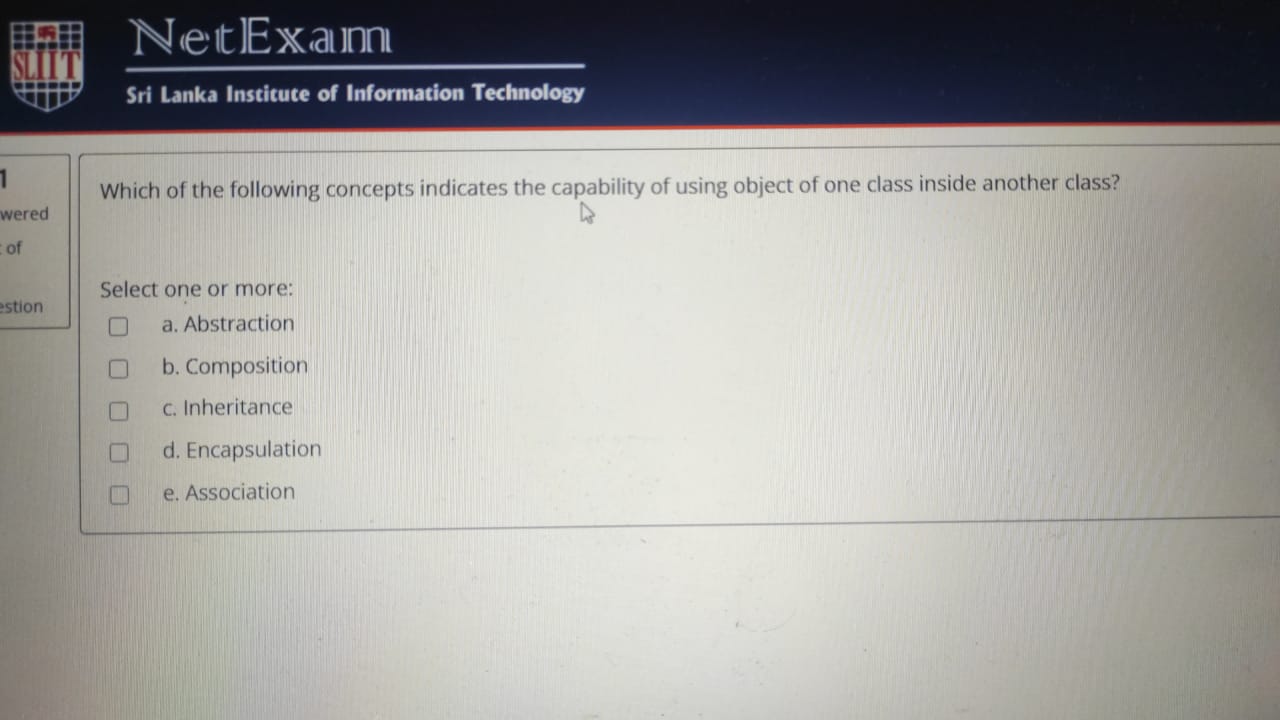 SLIIT
NetExam
Sri Lanka Institute of Information Technology
1
wered
of
estion
Which of the following concepts indicates the capability of using object of one class inside another class?
Select one or more:
a. Abstraction
b. Composition
c. Inheritance
d. Encapsulation
e. Association